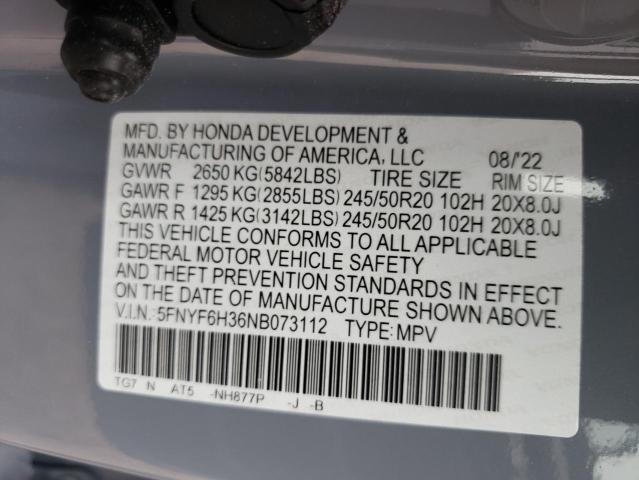 MFD. BY HONDA DEVELOPMENT &
MANUFACTURING OF AMERICA, LLC 08/'22
GVWR 2650 KG(5842LBS) TIRE SIZE RIM SIZE
GAWR F 1295 KG(2855LBS) 245/50R20 102H 20X8.0J
GAWR R 1425 KG(3142LBS) 245/50R20 102H 20X8.0J
THIS VEHICLE CONFORMS TO ALL APPLICABLE
FEDERAL MOTOR VEHICLE SAFETY
AND THEFT PREVENTION STANDARDS IN EFFECT
ON THE DATE OF MANUFACTURE SHOWN ABOVE.
V.I.N.:5FNYF6H36NB073112 TYPE:MPV
TG7 N AT5 -NH877P -J -B